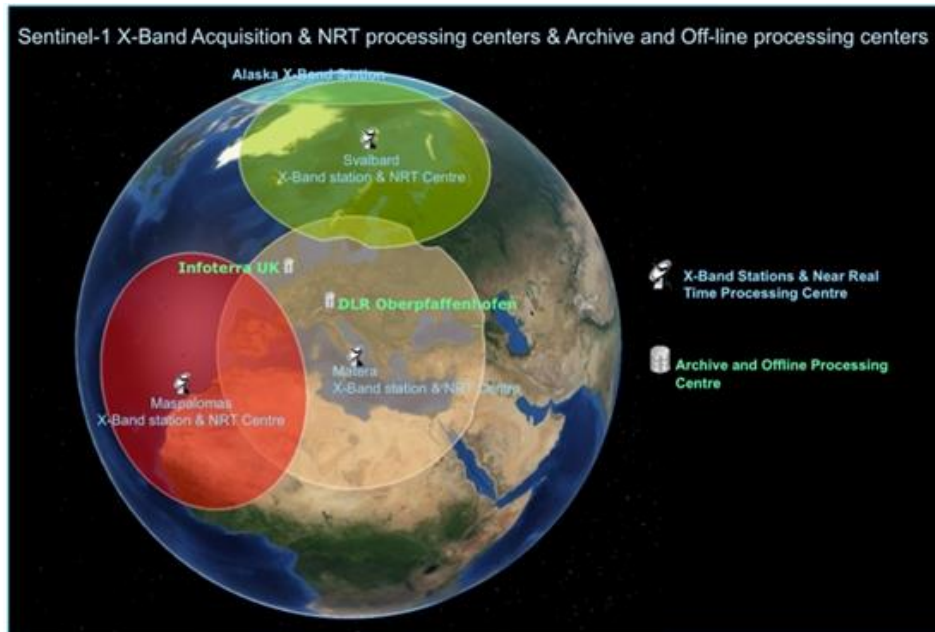 Sentinel-1 X-Band Acquisition & NRT processing centers & Archive and Off-line processing centers
Alaska X-Band Station
Svalbard
X-Band station & NRT Centre
Infoterra UK
DLR Oberpfaffenhofen
Matera
X-Band station & NRT Centre
Maspalomas
X-Band station & NRT Centre
X-Band Stations & Near Real
Time Processing Centre
Archive and Offline Processing
Centre